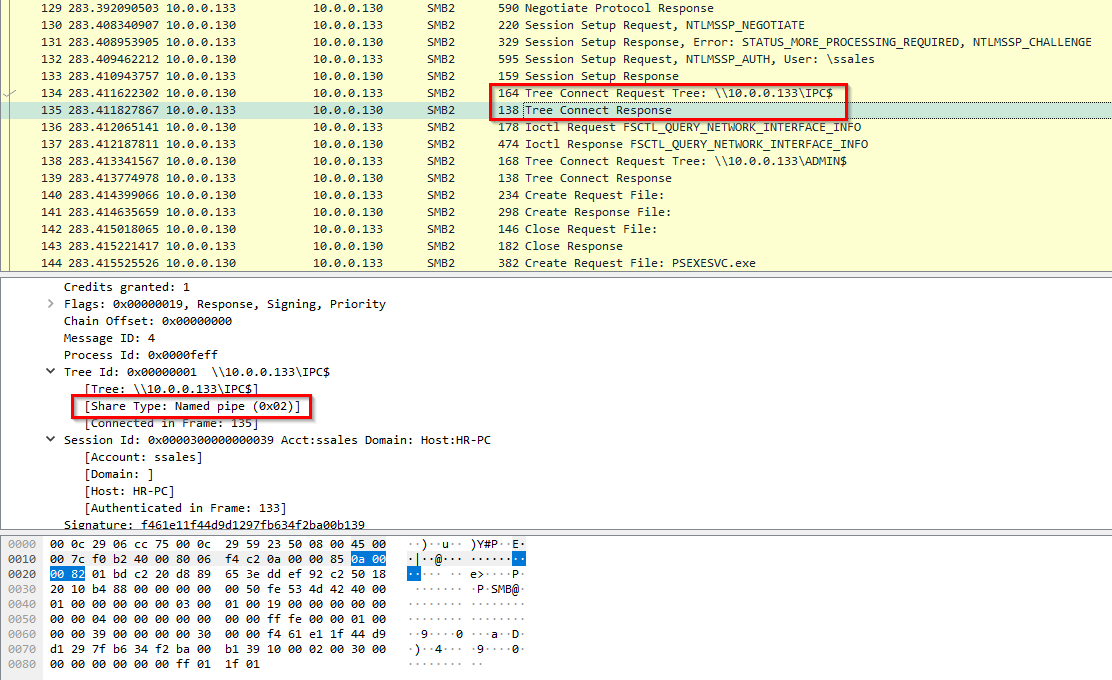 129 283.392090503 10.0.0.133 10.0.0.130 SMB2 590 Negotiate Protocol Response
130 283.408340907 10.0.0.130 10.0.0.133 SMB2 220 Session Setup Request, NTLMSSP_NEGOTIATE
131 283.408953905 10.0.0.133 10.0.0.130 SMB2 329 Session Setup Response, Error: STATUS_MORE_PROCESSING_REQUIRED, NTLMSSP_CHALLENGE
132 283.409462212 10.0.0.130 10.0.0.133 SMB2 595 Session Setup Request, NTLMSSP_AUTH, User: \ssales
133 283.410943757 10.0.0.133 10.0.0.130 SMB2 159 Session Setup Response
134 283.411622302 10.0.0.130 10.0.0.133 SMB2 164 Tree Connect Request Tree: \\10.0.0.133\IPC$
135 283.411827867 10.0.0.133 10.0.0.130 SMB2 138 Tree Connect Response
136 283.412065141 10.0.0.130 10.0.0.133 SMB2 178 Ioctl Request FSCTL_QUERY_NETWORK_INTERFACE_INFO
137 283.412187811 10.0.0.133 10.0.0.130 SMB2 474 Ioctl Response FSCTL_QUERY_NETWORK_INTERFACE_INFO
138 283.413341567 10.0.0.130 10.0.0.133 SMB2 168 Tree Connect Request Tree: \\10.0.0.133\ADMIN$
139 283.413774978 10.0.0.133 10.0.0.130 SMB2 138 Tree Connect Response
140 283.414399066 10.0.0.130 10.0.0.133 SMB2 234 Create Request File:
141 283.414635659 10.0.0.133 10.0.0.130 SMB2 298 Create Response File:
142 283.415018065 10.0.0.130 10.0.0.133 SMB2 146 Close Request File:
143 283.415221417 10.0.0.133 10.0.0.130 SMB2 182 Close Response
144 283.415525526 10.0.0.130 10.0.0.133 SMB2 382 Create Request File: PSEXESVC.exe
Credits granted: 1
Flags: 0x00000019, Response, Signing, Priority
Chain Offset: 0x00000000
Message ID: 4
Process Id: 0x0000feff
Tree Id: 0x00000001 \\10.0.0.133\IPC$
[Tree: \\10.0.0.133\IPC$]
[Share Type: Named pipe (0x02)]
[Connected in Frame: 135]
Session Id: 0x0000300000000039 Acct:ssales Domain: Host:HR-PC
[Account: ssales]
[Domain: ]
[Host: HR-PC]
[Authenticated in Frame: 133]
Signature: f461e11f44d9d1297fb634f2ba00b139
0000 00 0c 29 06 cc 75 00 0c 29 59 23 50 08 00 45 00 ··)··u·· )Y#P··E·
0010 00 7c f0 b2 40 00 80 06 f4 c2 0a 00 00 85 0a 00 ·|··@··· ········
0020 00 82 01 bd c2 20 d8 89 65 3e dd ef 92 c2 50 18 ····· ·· e>····P·
0030 20 10 b4 88 00 00 00 00 00 50 fe 53 4d 42 40 00  ······· ·P·SMB@·
0040 01 00 00 00 00 00 03 00 01 00 19 00 00 00 00 00 ········ ········
0050 00 00 04 00 00 00 00 00 00 00 ff fe 00 00 01 00 ········ ········
0060 00 00 39 00 00 00 00 30 00 00 f4 61 e1 1f 44 d9 ··9····0 ···a··D·
0070 d1 29 7f b6 34 f2 ba 00 b1 39 10 00 02 00 30 00 ·)··4··· ·9····0·
0080 00 00 00 00 00 00 ff 01 1f 01 ········ ··